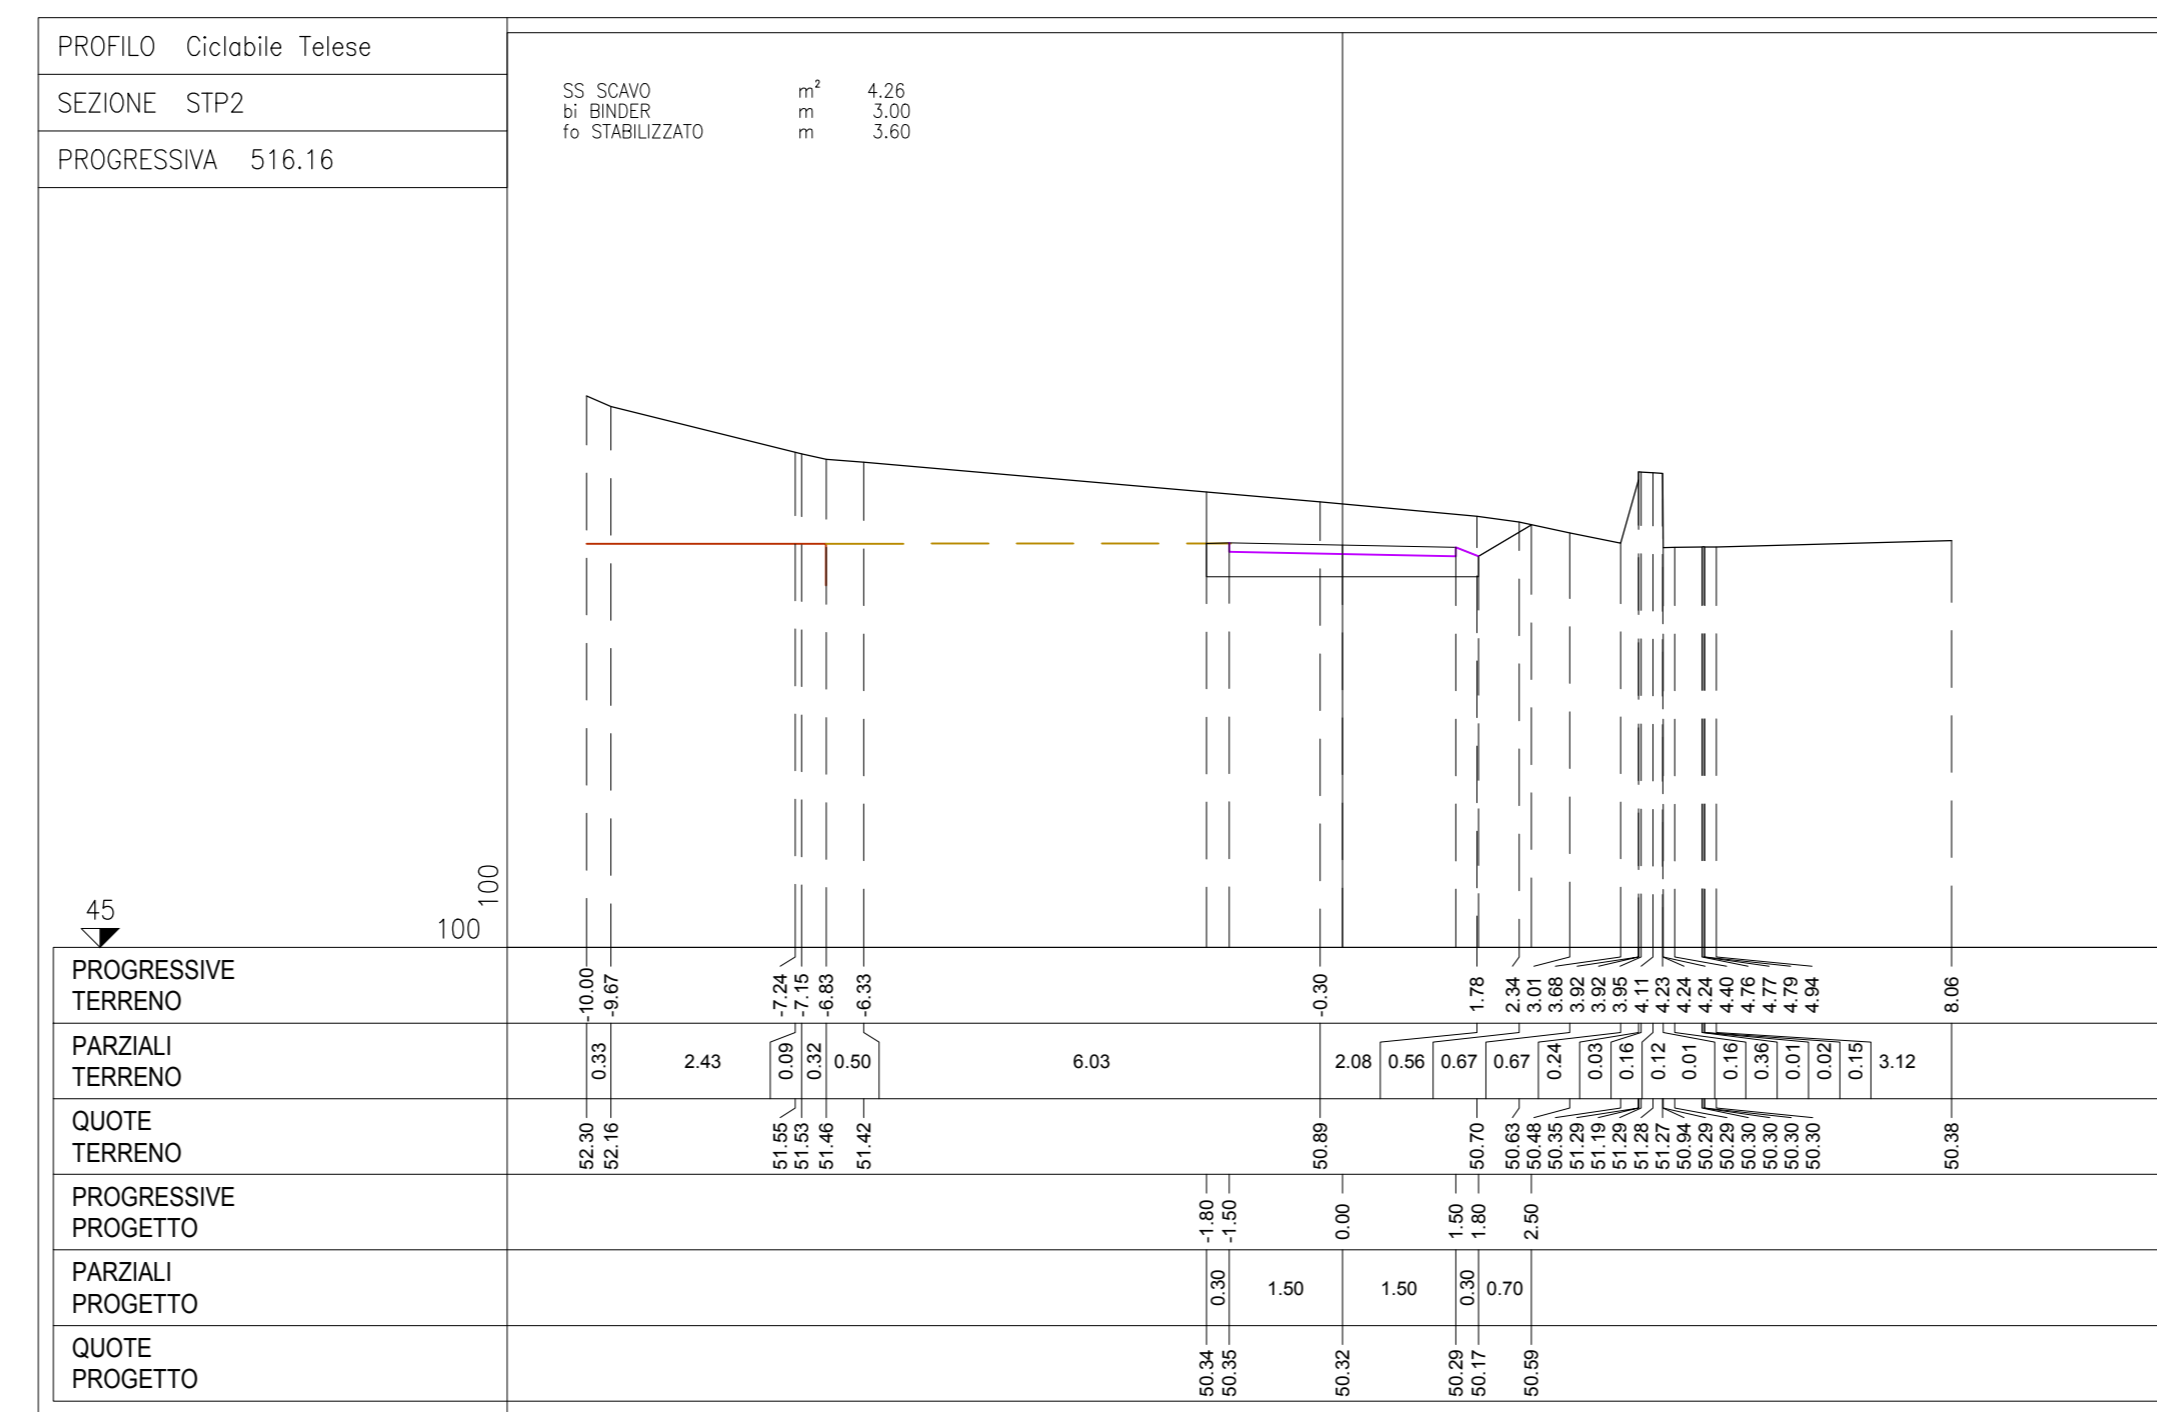 PROFILO Ciclabile Telese
SEZIONE STP2
PROGRESSIVA 516.16
SS SCAVO m² 4.26
bi BINDER m 3.00
fo STABILIZZATO m 3.60
45
100
100
PROGRESSIVE
TERRENO
-10.00 -9.67 -7.24 -7.15 -6.83 -6.33 -0.30 1.78 2.34 3.01 3.68 3.92 3.92 3.95 4.11 4.23 4.24 4.24 4.40 4.76 4.77 4.79 4.94 8.06
PARZIALI
TERRENO
0.33 2.43 0.09 0.32 0.50 6.03 2.08 0.56 0.67 0.67 0.24 0.03 0.16 0.12 0.01 0.16 0.36 0.01 0.02 0.15 3.12
QUOTE
TERRENO
52.30 52.16 51.55 51.53 51.46 51.42 50.89 50.70 50.63 50.48 50.35 51.29 51.19 51.29 51.28 51.27 50.94 50.29 50.29 50.30 50.30 50.30 50.30 50.38
PROGRESSIVE
PROGETTO
-1.80 -1.50 0.00 1.50 1.80 2.50
PARZIALI
PROGETTO
0.30 1.50 1.50 0.30 0.70
QUOTE
PROGETTO
50.34 50.35 50.32 50.29 50.17 50.59